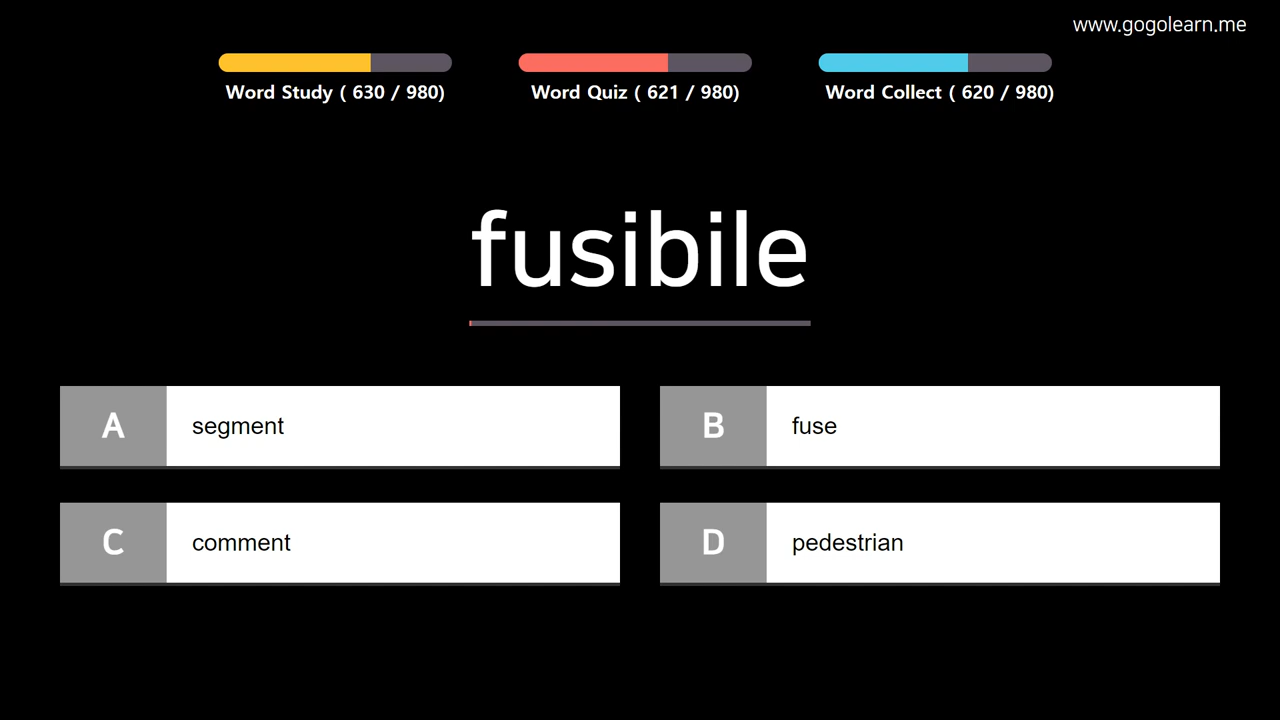 www.gogolearn.me
Word Study ( 630 / 980)
Word Quiz ( 621 / 980)
Word Collect ( 620 / 980)
fusibile
A segment
B fuse
C comment
D pedestrian